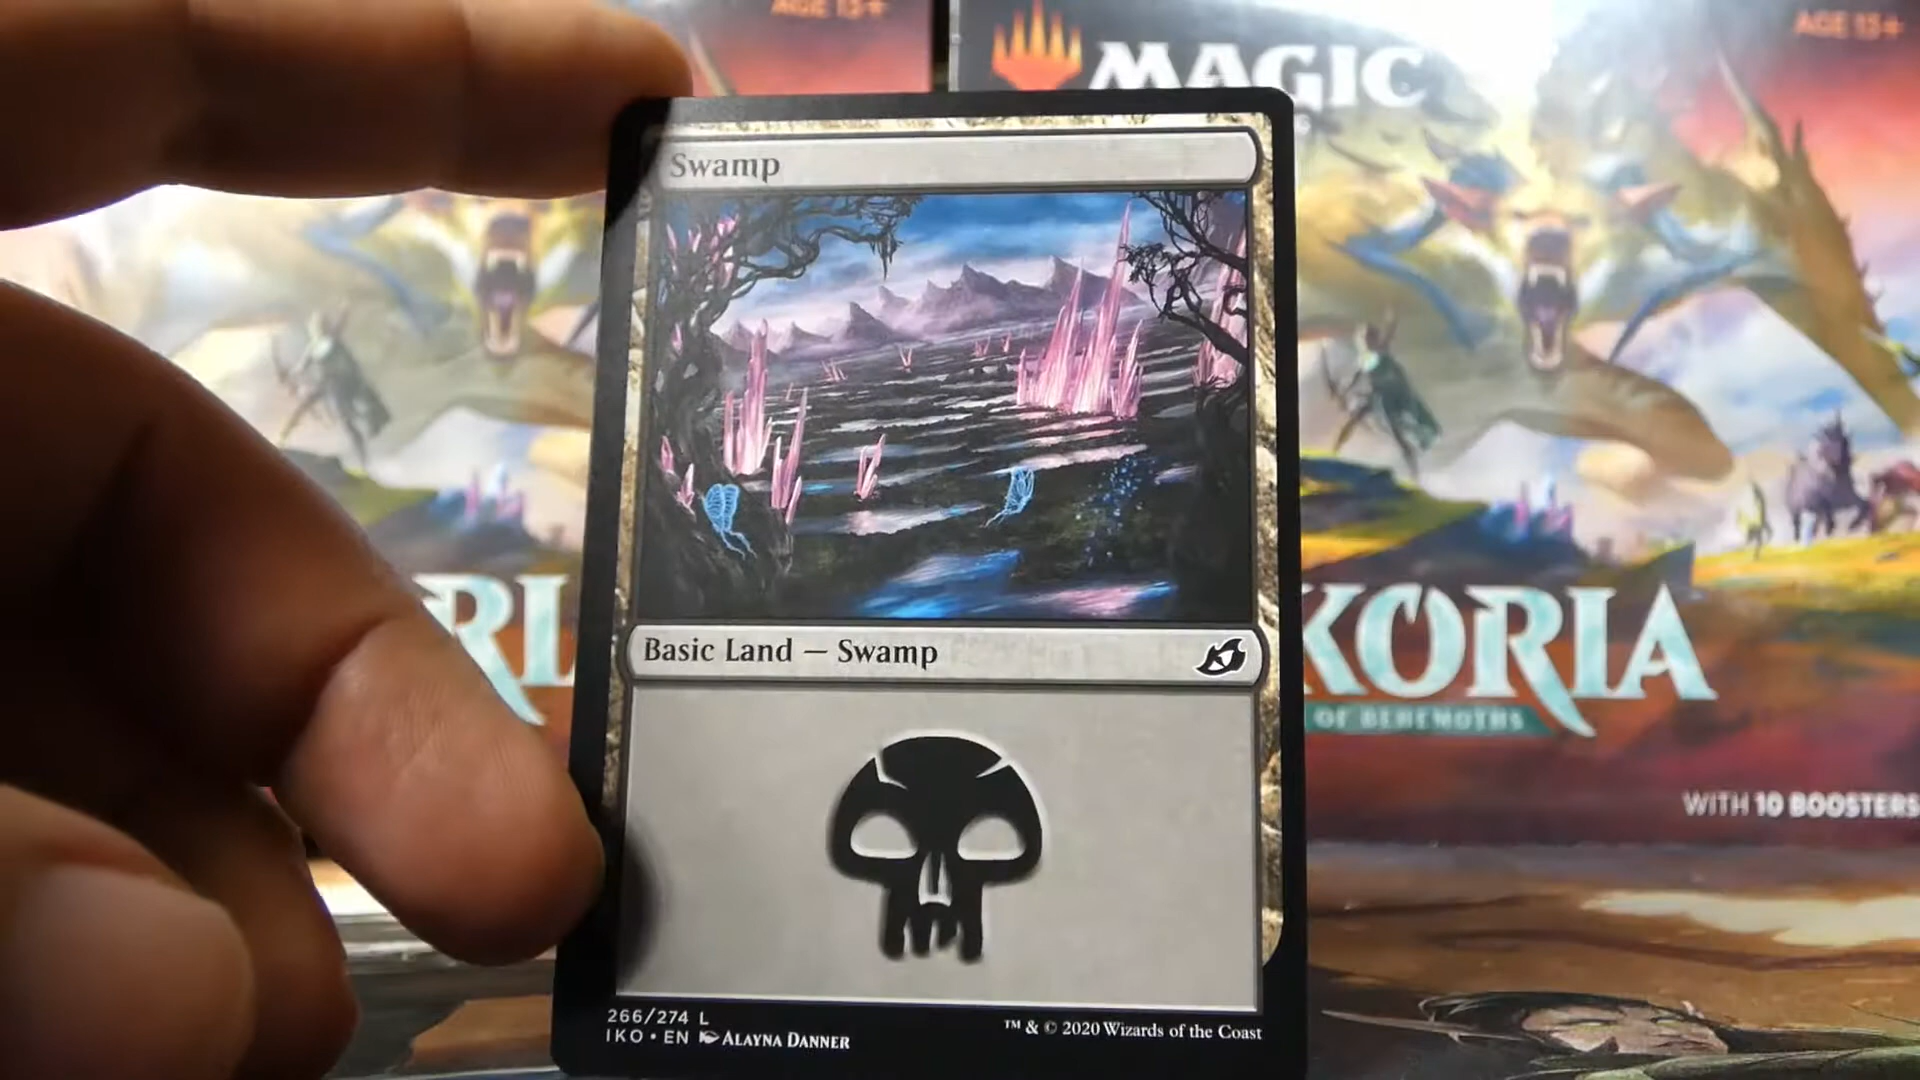 AGE 13+
AGE 13+
MAGIC
Swamp
Basic Land — Swamp
RI
KORIA
OF BEHEMOTHS
WITH 10 BOOSTERS
266/274 L
IKO • EN ALAYNA DANNER
™ & © 2020 Wizards of the Coast